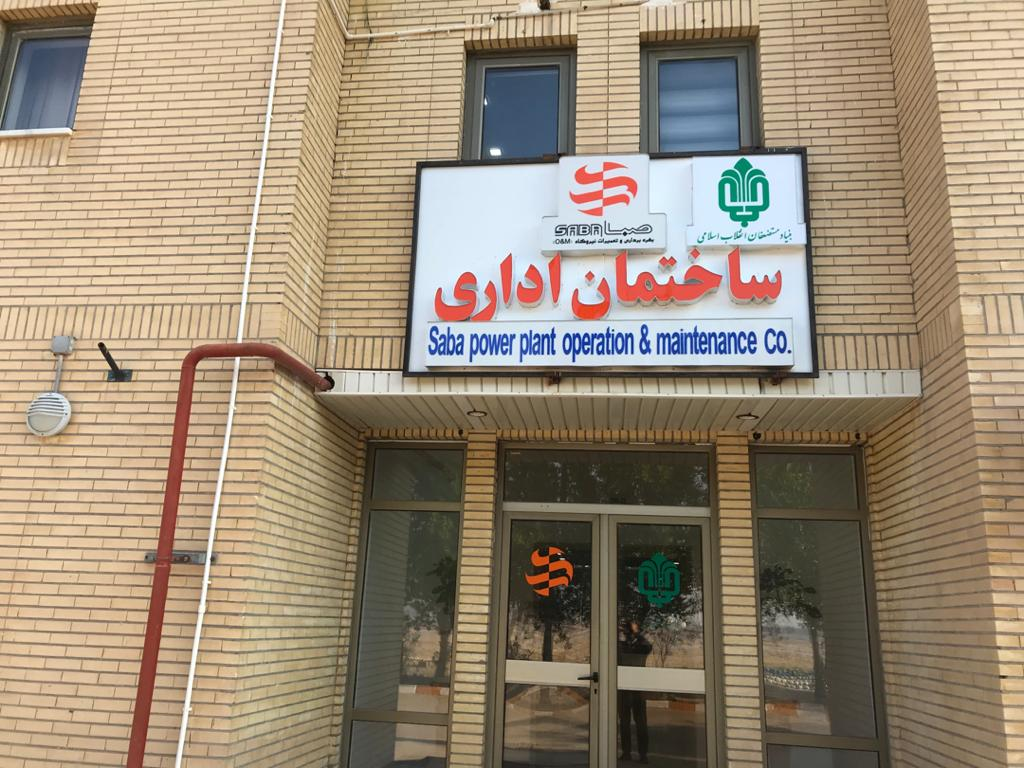 SABA صبا
بهره برداری و تعمیرات نیروگاه (O&M)
بنیاد مستضعفان انقلاب اسلامی
ساختمان اداری
Saba power plant operation & maintenance Co.